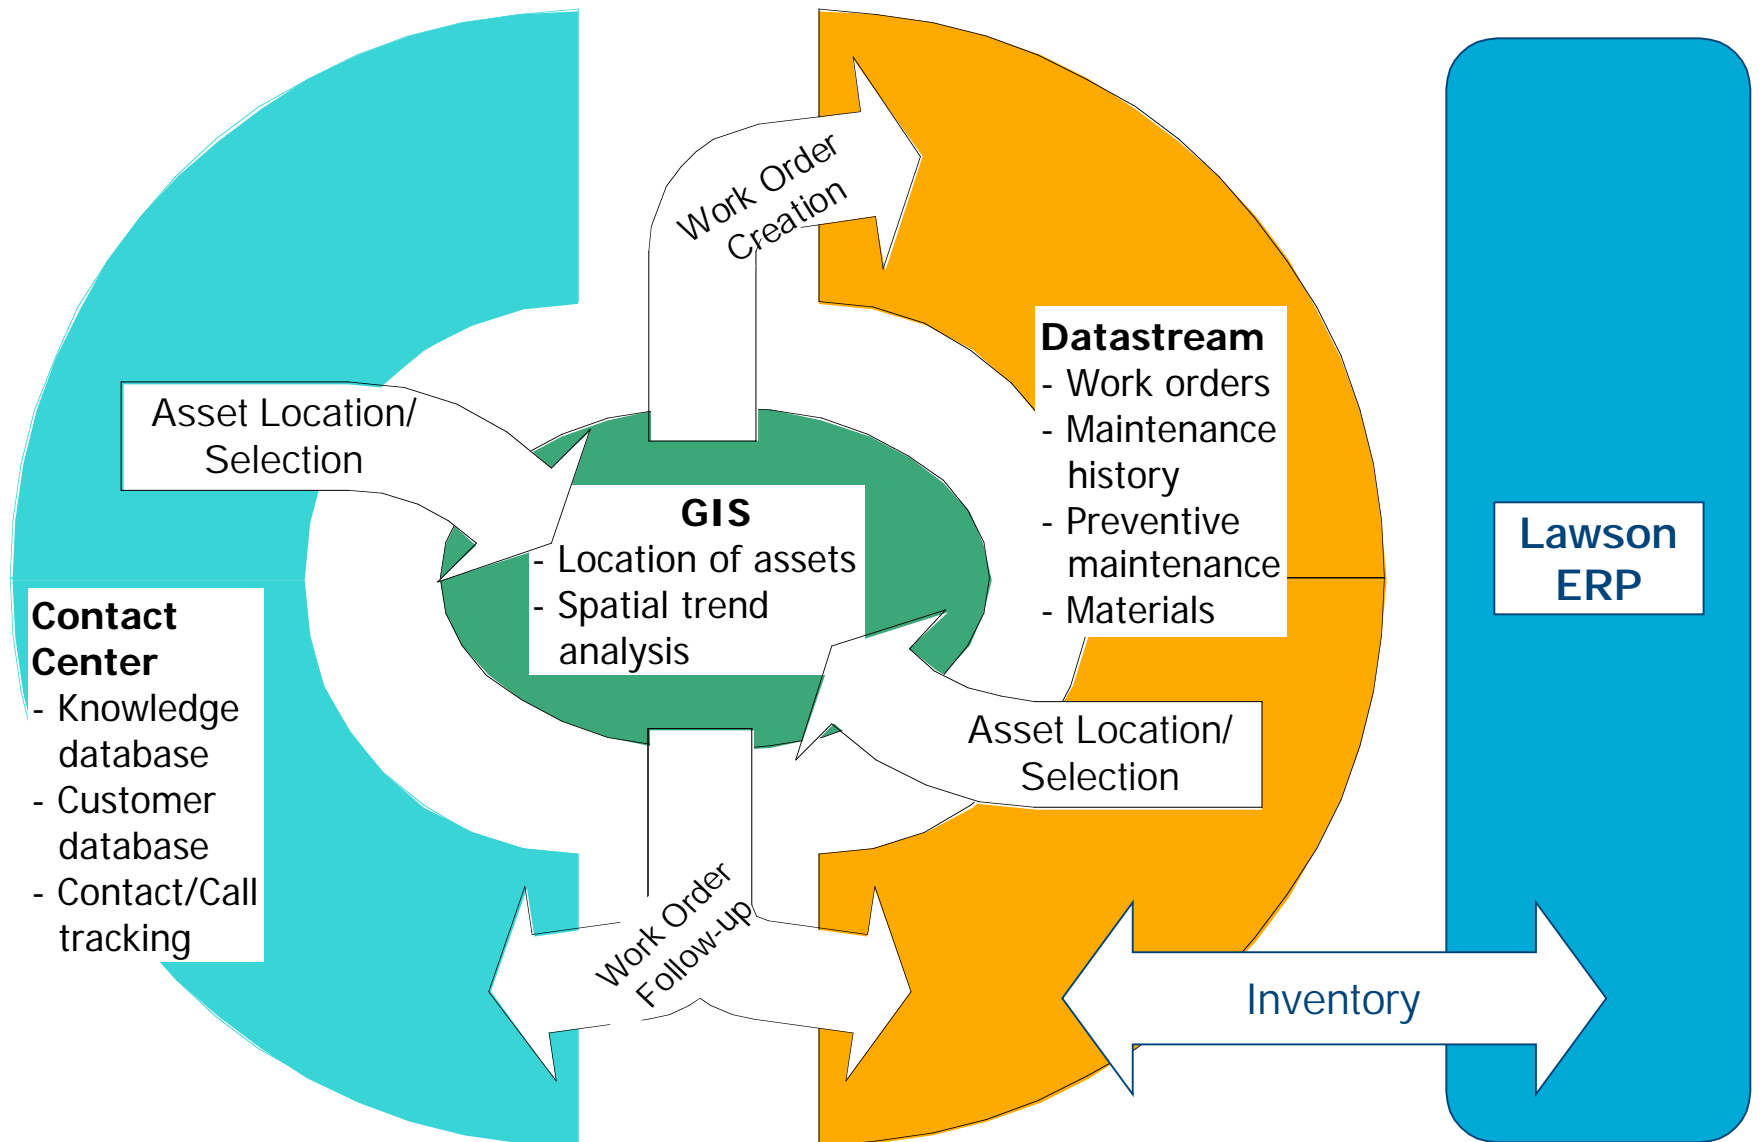 Work Order
Creation
Asset Location/
Selection
GIS
- Location of assets
- Spatial trend
analysis
Datastream
- Work orders
- Maintenance
history
- Preventive
maintenance
- Materials
Lawson
ERP
Contact
Center
- Knowledge
database
- Customer
database
- Contact/Call
tracking
Asset Location/
Selection
Work Order
Follow-up
Inventory